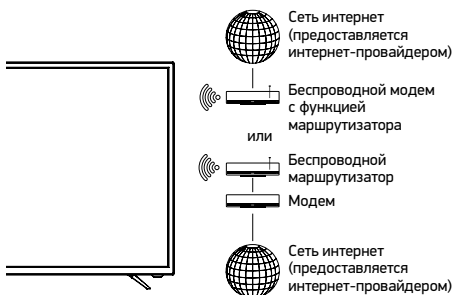 Сеть интернет
(предоставляется
интернет-провайдером)
Беспроводной модем
с функцией
маршрутизатора
или
Беспроводной
маршрутизатор
Модем
Сеть интернет
(предоставляется
интернет-провайдером)